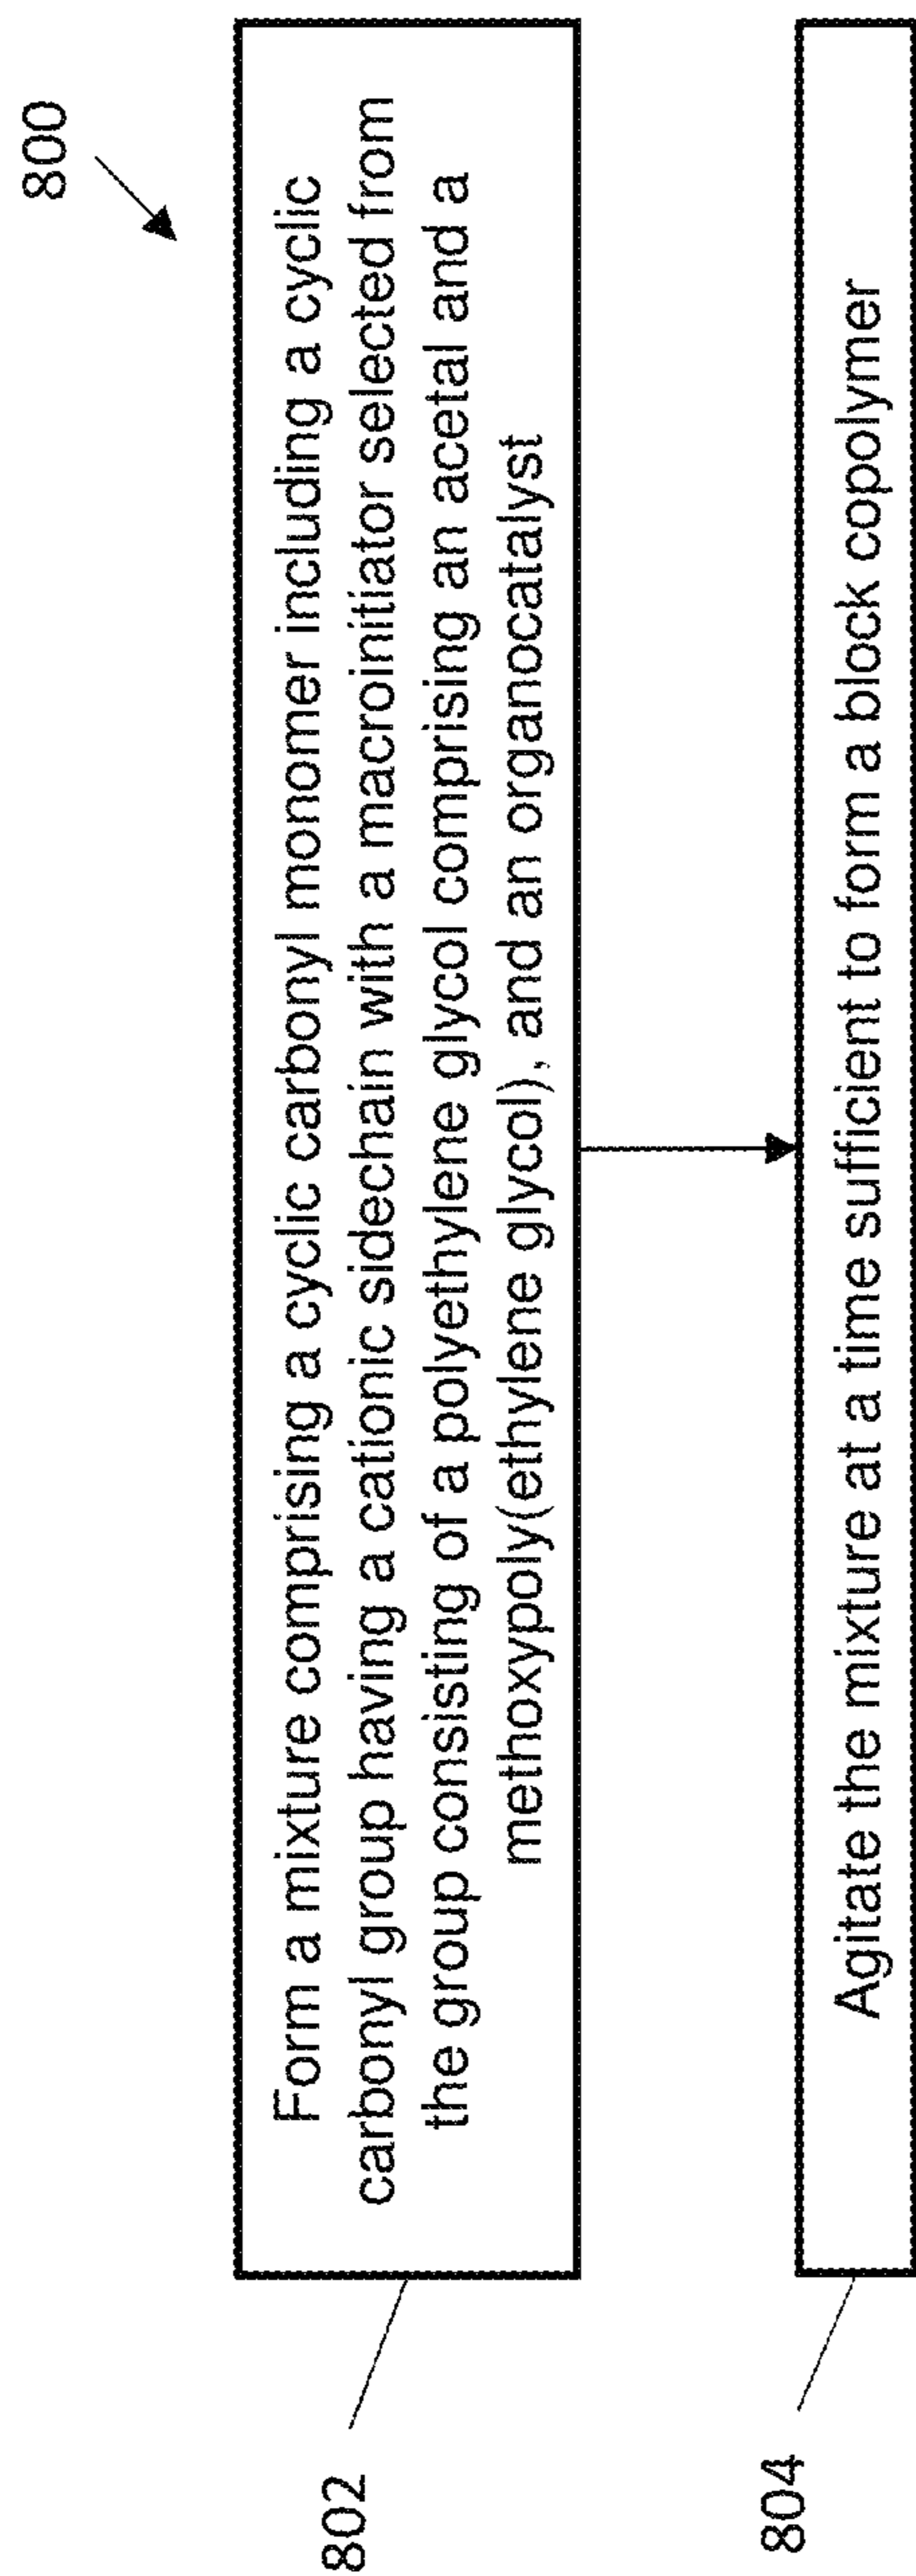 800
Form a mixture comprising a cyclic carbonyl monomer including a cyclic
carbonyl group having a cationic sidechain with a macroinitiator selected from
the group consisting of a polyethylene glycol comprising an acetal and a
methoxypoly(ethylene glycol), and an organocatalyst
802
Agitate the mixture at a time sufficient to form a block copolymer
804